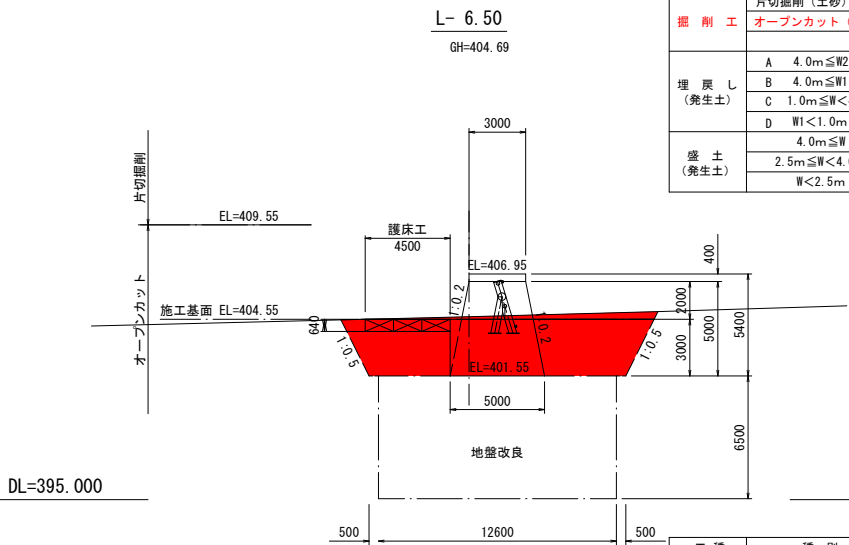 L- 6.50
GH=404.69
片切掘削（土砂）
掘 削 工
オープンカット（
埋 戻 し
(発生土)
A 4.0m≦W2
B 4.0m≦W1
C 1.0m≦W<
D W1<1.0m
盛 土
(発生土)
4.0m≦W
2.5m≦W<4.
W<2.5m
3000
片切掘削
EL=409.55
護床工
4500
EL=406.95
400
オープンカット
施工基面 EL=404.55
640
1:0.2
1:0.2
2000
5000
5400
1:0.5
1:0.5
3000
EL=401.55
5000
地盤改良
6500
DL=395.000
500
12600
500
工 種
種 別